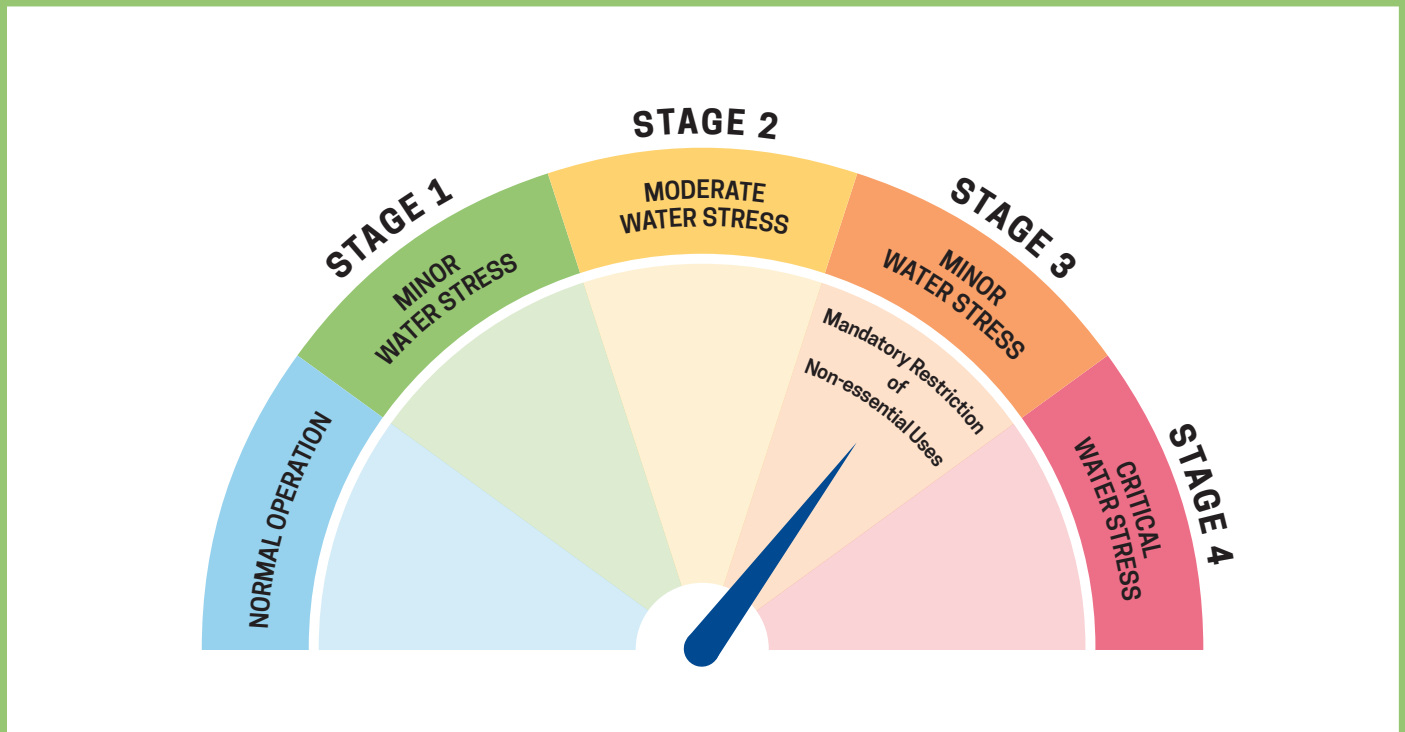 NORMAL OPERATION
STAGE 1
MINOR
WATER STRESS
STAGE 2
MODERATE
WATER STRESS
STAGE 3
MINOR
WATER STRESS
Mandatory Restriction
of
Non-essential Uses
STAGE 4
CRITICAL
WATER STRESS